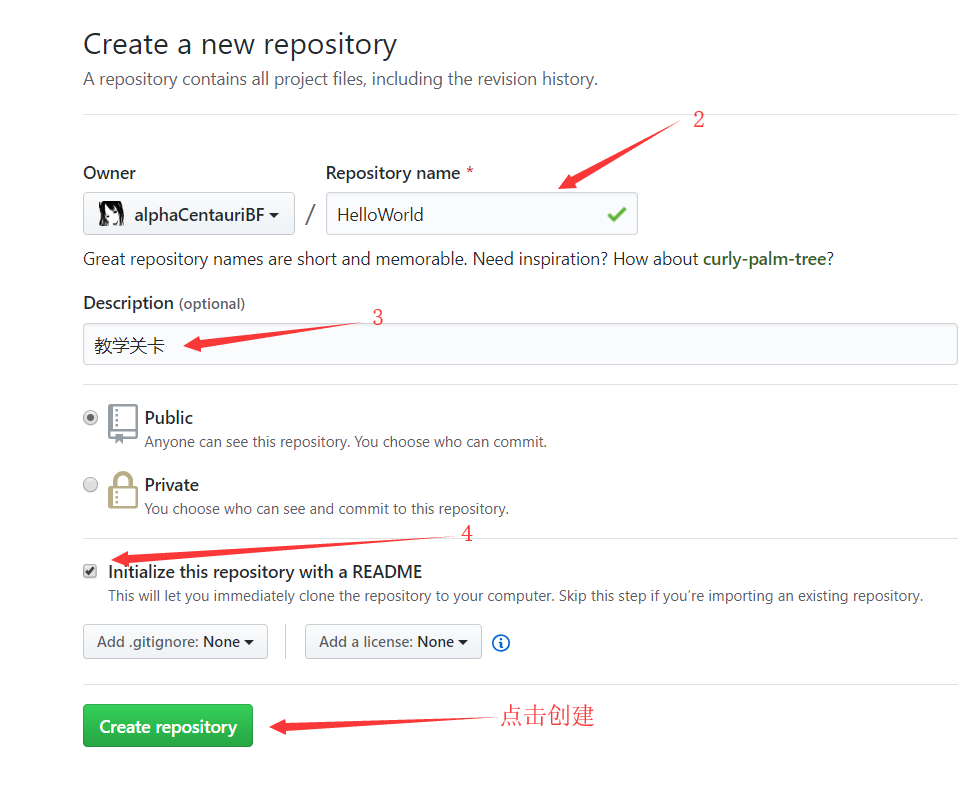 Create a new repository
A repository contains all project files, including the revision history.
2
Owner
Repository name *
alphaCentauriBF
/
HelloWorld
Great repository names are short and memorable. Need inspiration? How about curly-palm-tree?
Description (optional)
3
教学关卡
Public
Anyone can see this repository. You choose who can commit.
Private
You choose who can see and commit to this repository.
4
Initialize this repository with a README
This will let you immediately clone the repository to your computer. Skip this step if you’re importing an existing repository.
Add .gitignore: None
Add a license: None
Create repository
点击创建